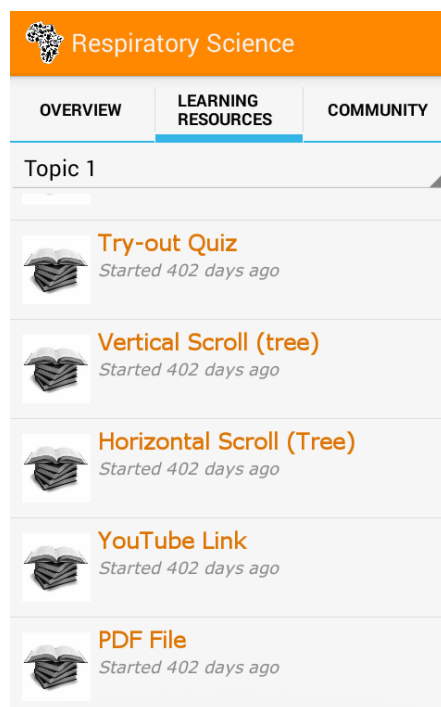 Respiratory Science
OVERVIEW
LEARNING
RESOURCES
COMMUNITY
Topic 1
Try-out Quiz
Started 402 days ago
Vertical Scroll (tree)
Started 402 days ago
Horizontal Scroll (Tree)
Started 402 days ago
YouTube Link
Started 402 days ago
PDF File
Started 402 days ago